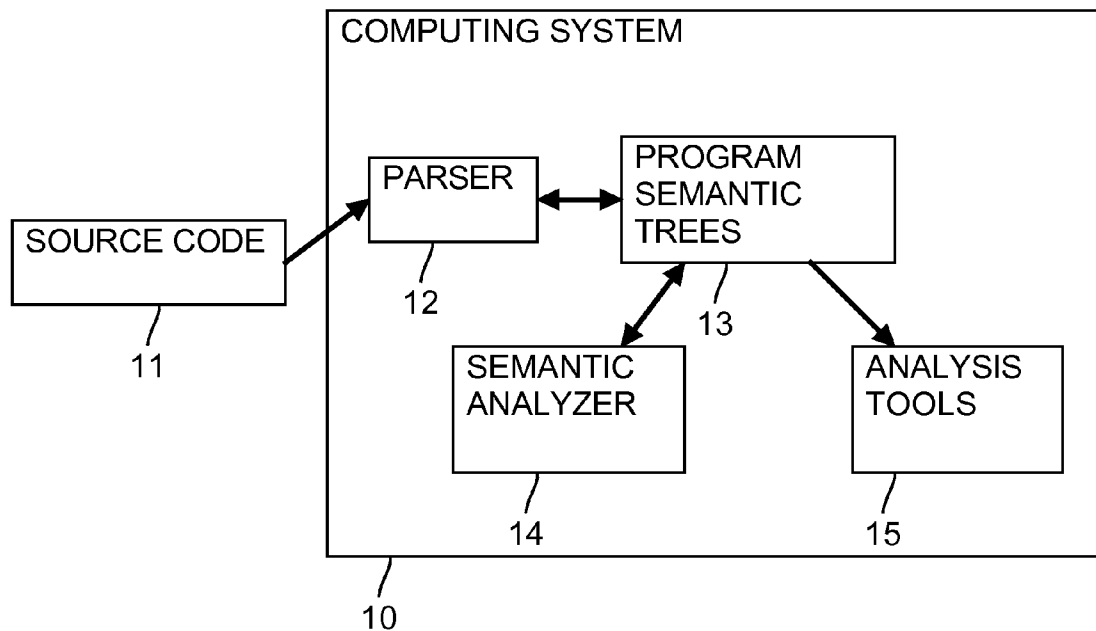 COMPUTING SYSTEM
PARSER
PROGRAM
SEMANTIC
TREES
SOURCE CODE
12
13
11
SEMANTIC
ANALYZER
ANALYSIS
TOOLS
14
15
10